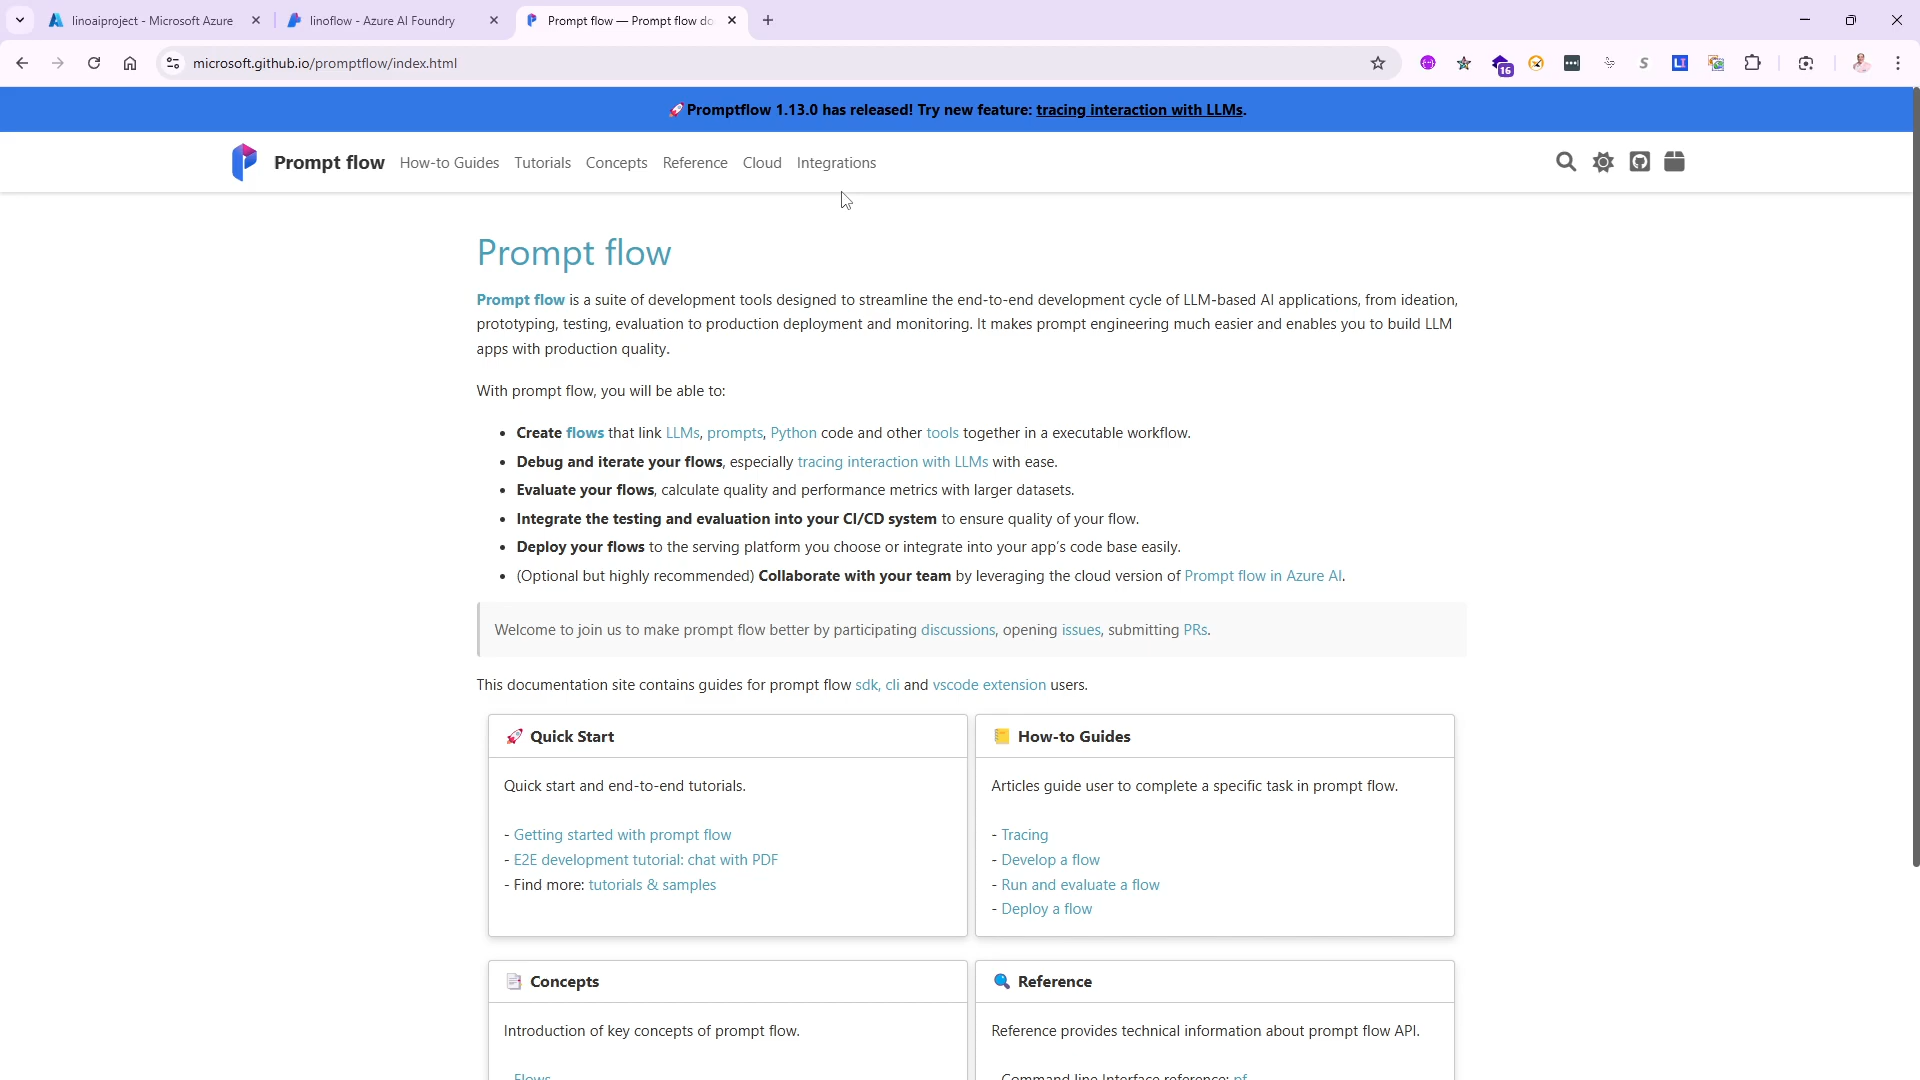 linoaiproject - Microsoft Azure
linoflow - Azure AI Foundry
Prompt flow — Prompt flow do
microsoft.github.io/promptflow/index.html
16
LI
S
🚀Promptflow 1.13.0 has released! Try new feature: tracing interaction with LLMs.
Prompt flow How-to Guides Tutorials Concepts Reference Cloud Integrations
Prompt flow
Prompt flow is a suite of development tools designed to streamline the end-to-end development cycle of LLM-based AI applications, from ideation,
prototyping, testing, evaluation to production deployment and monitoring. It makes prompt engineering much easier and enables you to build LLM
apps with production quality.
With prompt flow, you will be able to:
• Create flows that link LLMs, prompts, Python code and other tools together in a executable workflow.
• Debug and iterate your flows, especially tracing interaction with LLMs with ease.
• Evaluate your flows, calculate quality and performance metrics with larger datasets.
• Integrate the testing and evaluation into your CI/CD system to ensure quality of your flow.
• Deploy your flows to the serving platform you choose or integrate into your app's code base easily.
• (Optional but highly recommended) Collaborate with your team by leveraging the cloud version of Prompt flow in Azure AI.
Welcome to join us to make prompt flow better by participating discussions, opening issues, submitting PRs.
This documentation site contains guides for prompt flow sdk, cli and vscode extension users.
🚀 Quick Start
Quick start and end-to-end tutorials.
- Getting started with prompt flow
- E2E development tutorial: chat with PDF
- Find more: tutorials & samples
📒 How-to Guides
Articles guide user to complete a specific task in prompt flow.
- Tracing
- Develop a flow
- Run and evaluate a flow
- Deploy a flow
📑 Concepts
Introduction of key concepts of prompt flow.
Flows
🔍 Reference
Reference provides technical information about prompt flow API.
Command line Interface reference: pf